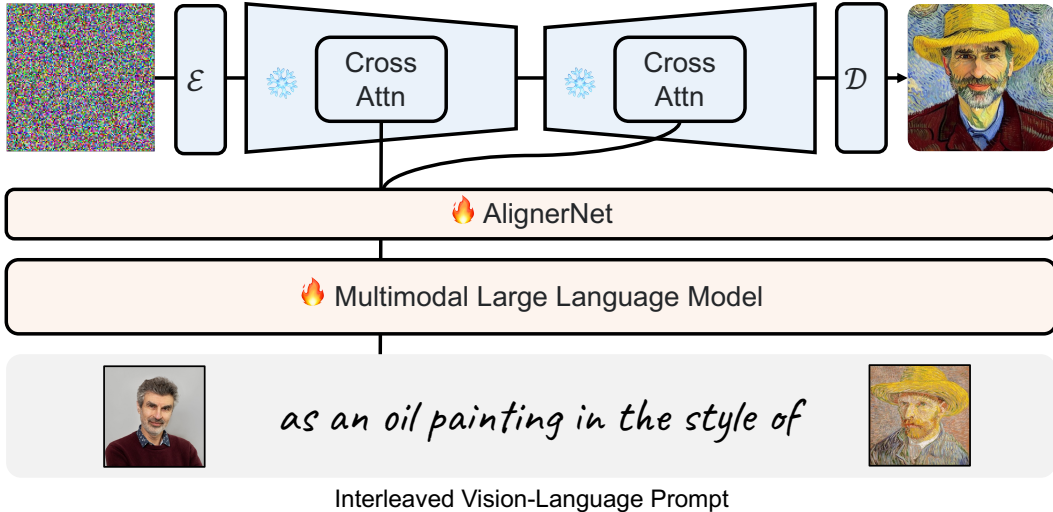 ℰ
Cross
Attn
Cross
Attn
𝒟
AlignerNet
Multimodal Large Language Model
as an oil painting in the style of
Interleaved Vision-Language Prompt